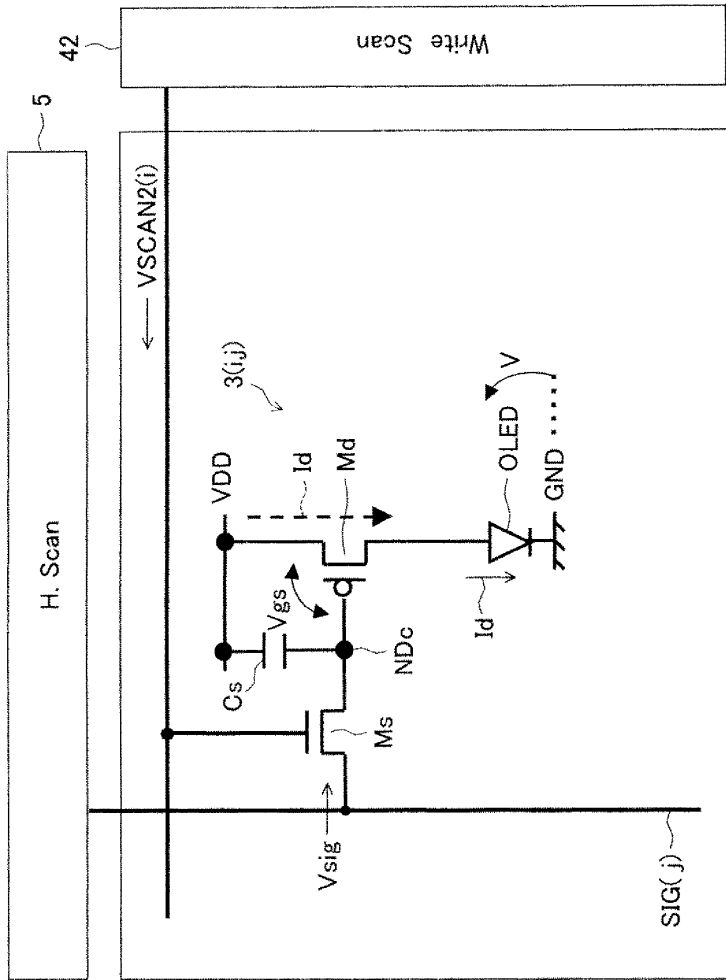 H. Scan
5
42
Write Scan
VSCAN2(i)
3(i,j)
VDD
Id
Md
Vgs
Cs
NDc
Ms
Vsig
Id
OLED
V
GND
SIG(j)